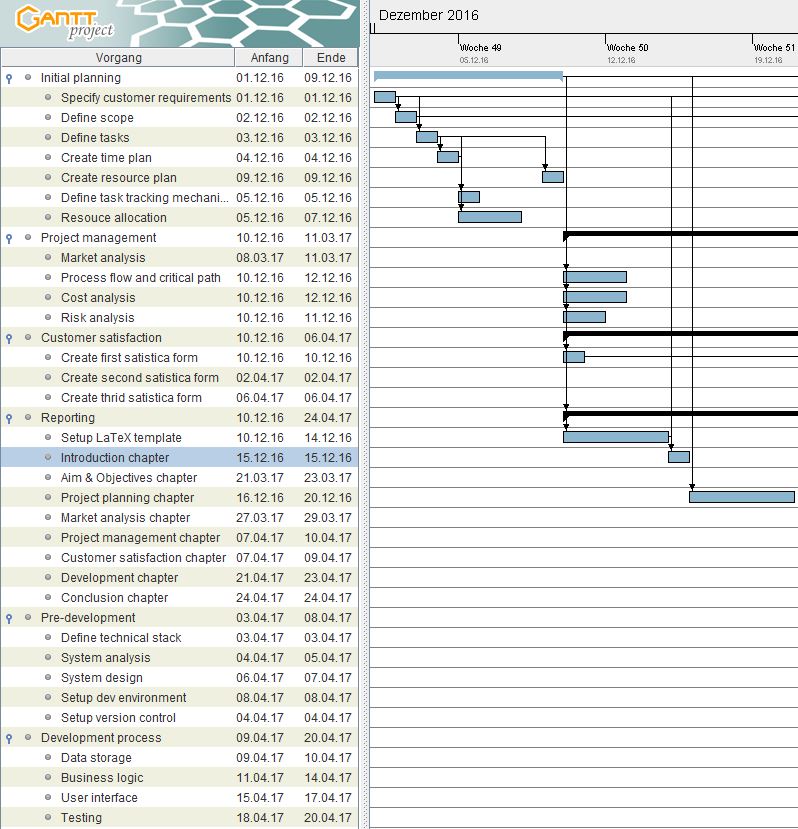 GANTT
project
Dezember 2016
Woche 49
Woche 50
Woche 51
05.12.16
12.12.16
19.12.16
Vorgang Anfang Ende
Initial planning 01.12.16 09.12.16
Specify customer requirements 01.12.16 01.12.16
Define scope 02.12.16 02.12.16
Define tasks 03.12.16 03.12.16
Create time plan 04.12.16 04.12.16
Create resource plan 09.12.16 09.12.16
Define task tracking mechani... 05.12.16 05.12.16
Resouce allocation 05.12.16 07.12.16
Project management 10.12.16 11.03.17
Market analysis 08.03.17 11.03.17
Process flow and critical path 10.12.16 12.12.16
Cost analysis 10.12.16 12.12.16
Risk analysis 10.12.16 11.12.16
Customer satisfaction 10.12.16 06.04.17
Create first satistica form 10.12.16 10.12.16
Create second satistica form 02.04.17 02.04.17
Create thrid satistica form 06.04.17 06.04.17
Reporting 10.12.16 24.04.17
Setup LaTeX template 10.12.16 14.12.16
Introduction chapter 15.12.16 15.12.16
Aim & Objectives chapter 21.03.17 23.03.17
Project planning chapter 16.12.16 20.12.16
Market analysis chapter 27.03.17 29.03.17
Project management chapter 07.04.17 10.04.17
Customer satisfaction chapter 07.04.17 09.04.17
Development chapter 21.04.17 23.04.17
Conclusion chapter 24.04.17 24.04.17
Pre-development 03.04.17 08.04.17
Define technical stack 03.04.17 03.04.17
System analysis 04.04.17 05.04.17
System design 06.04.17 07.04.17
Setup dev environment 08.04.17 08.04.17
Setup version control 04.04.17 04.04.17
Development process 09.04.17 20.04.17
Data storage 09.04.17 10.04.17
Business logic 11.04.17 14.04.17
User interface 15.04.17 17.04.17
Testing 18.04.17 20.04.17